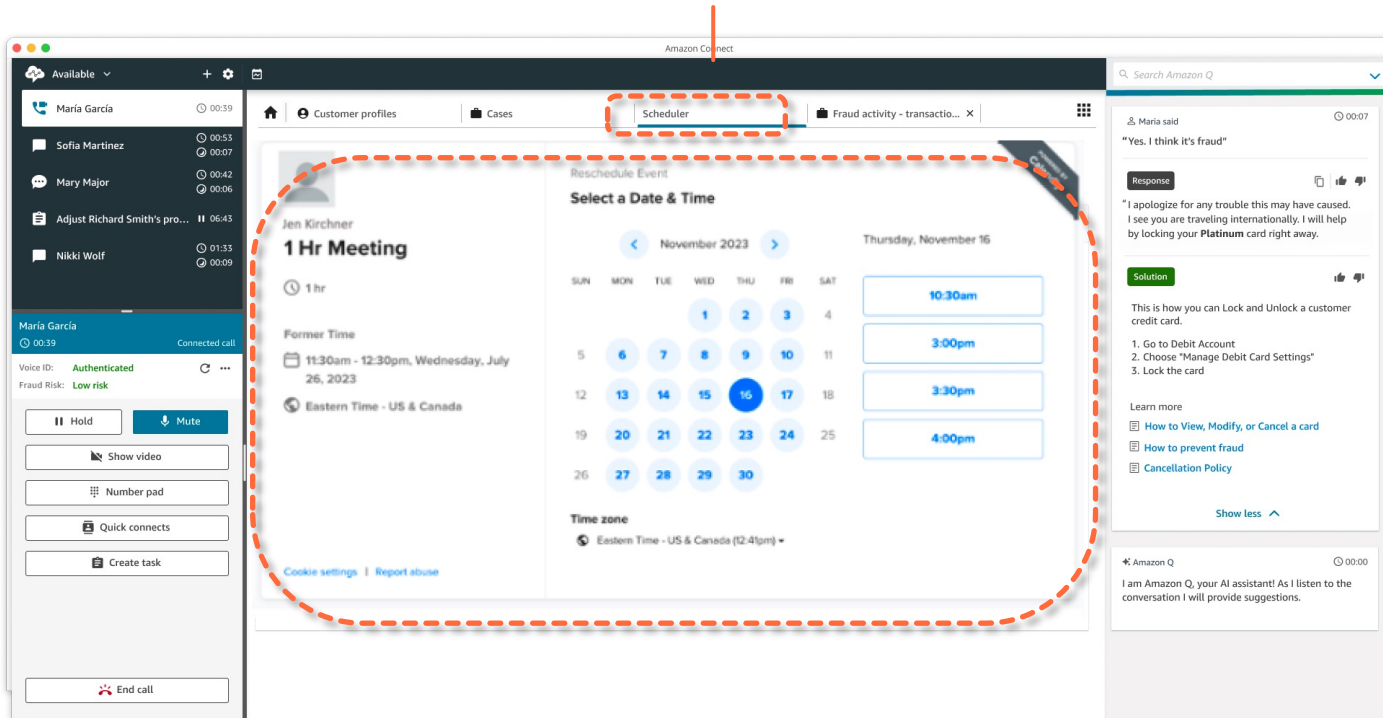 Amazon Connect
Available
María García
00:39
Sofia Martinez
00:53
00:07
Mary Major
00:42
00:06
Adjust Richard Smith's pro...
06:43
Nikki Wolf
01:33
00:09
María García
00:39
Connected call
Voice ID: Authenticated
Fraud Risk: Low risk
Hold
Mute
Show video
Number pad
Quick connects
Create task
End call
Customer profiles
Cases
Scheduler
Fraud activity - transactio...
Jen Kirchner
1 Hr Meeting
1 hr
Former Time
11:30am - 12:30pm, Wednesday, July
26, 2023
Eastern Time - US & Canada
Cookie settings | Report abuse
Reschedule Event
Select a Date & Time
November 2023
SUN MON TUE WED THU FRI SAT
1 2 3 4
5 6 7 8 9 10 11
12 13 14 15 16 17 18
19 20 21 22 23 24 25
26 27 28 29 30
Time zone
Eastern Time - US & Canada (12:41pm)
Thursday, November 16
10:30am
3:00pm
3:30pm
4:00pm
POWERED BY
Calendly
Search Amazon Q
Maria said
00:07
"Yes. I think it's fraud"
Response
"I apologize for any trouble this may have caused.
I see you are traveling internationally. I will help
by locking your Platinum card right away.
Solution
This is how you can Lock and Unlock a customer
credit card.
1. Go to Debit Account
2. Choose "Manage Debit Card Settings"
3. Lock the card
Learn more
How to View, Modify, or Cancel a card
How to prevent fraud
Cancellation Policy
Show less
Amazon Q
00:00
I am Amazon Q, your AI assistant! As I listen to the
conversation I will provide suggestions.